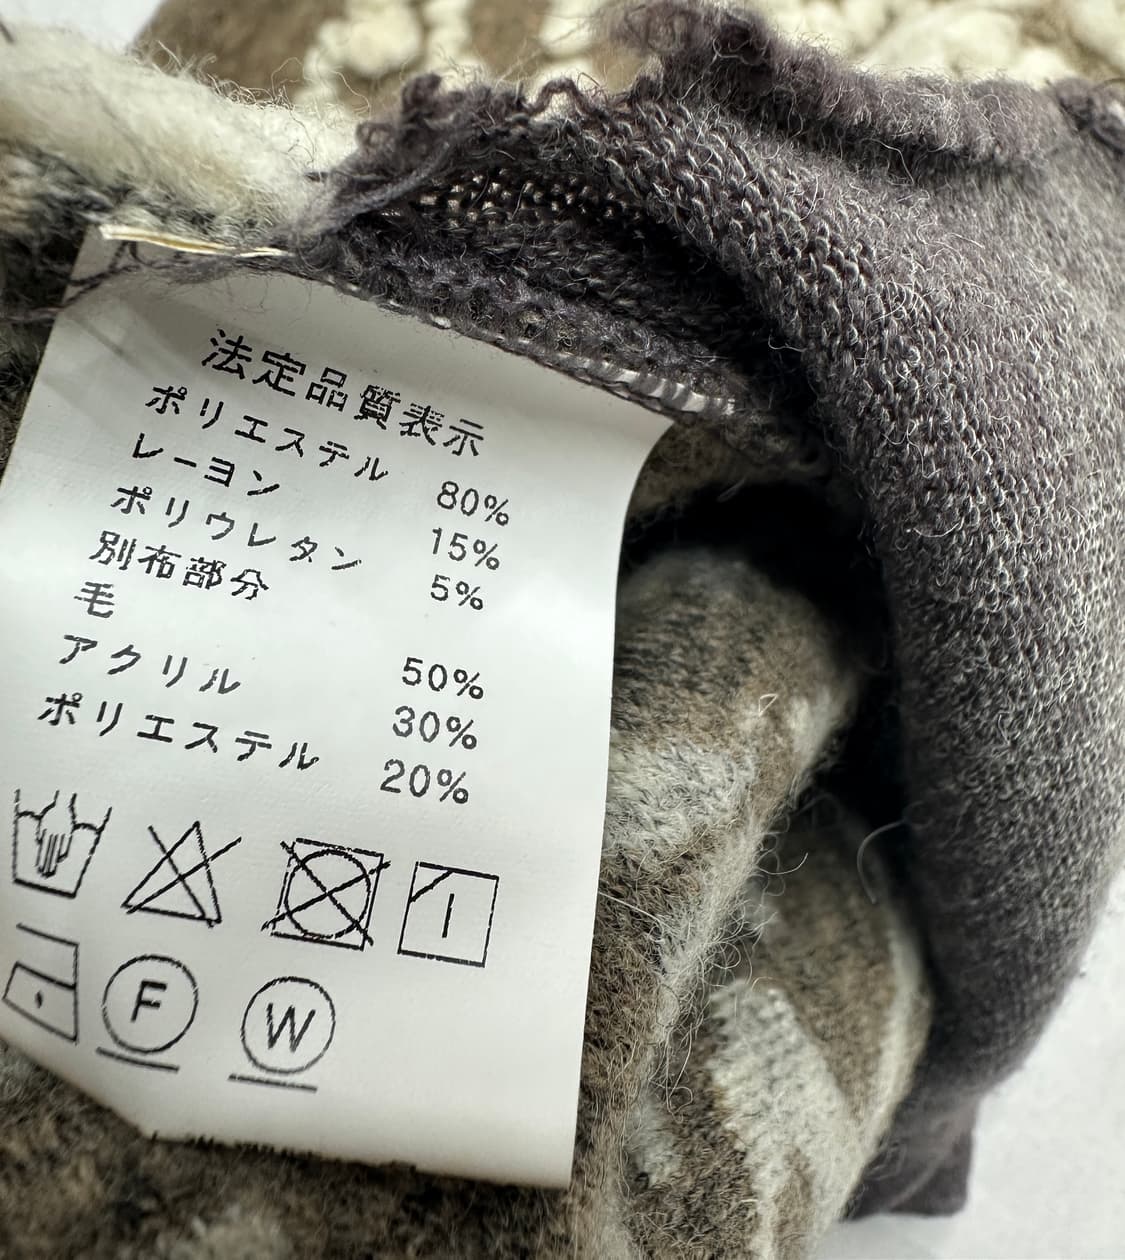 法定品質表示
ポリエステル 80%
レーヨン 15%
ポリウレタン 5%
別布部分
毛 50%
アクリル 30%
ポリエステル 20%
F
W